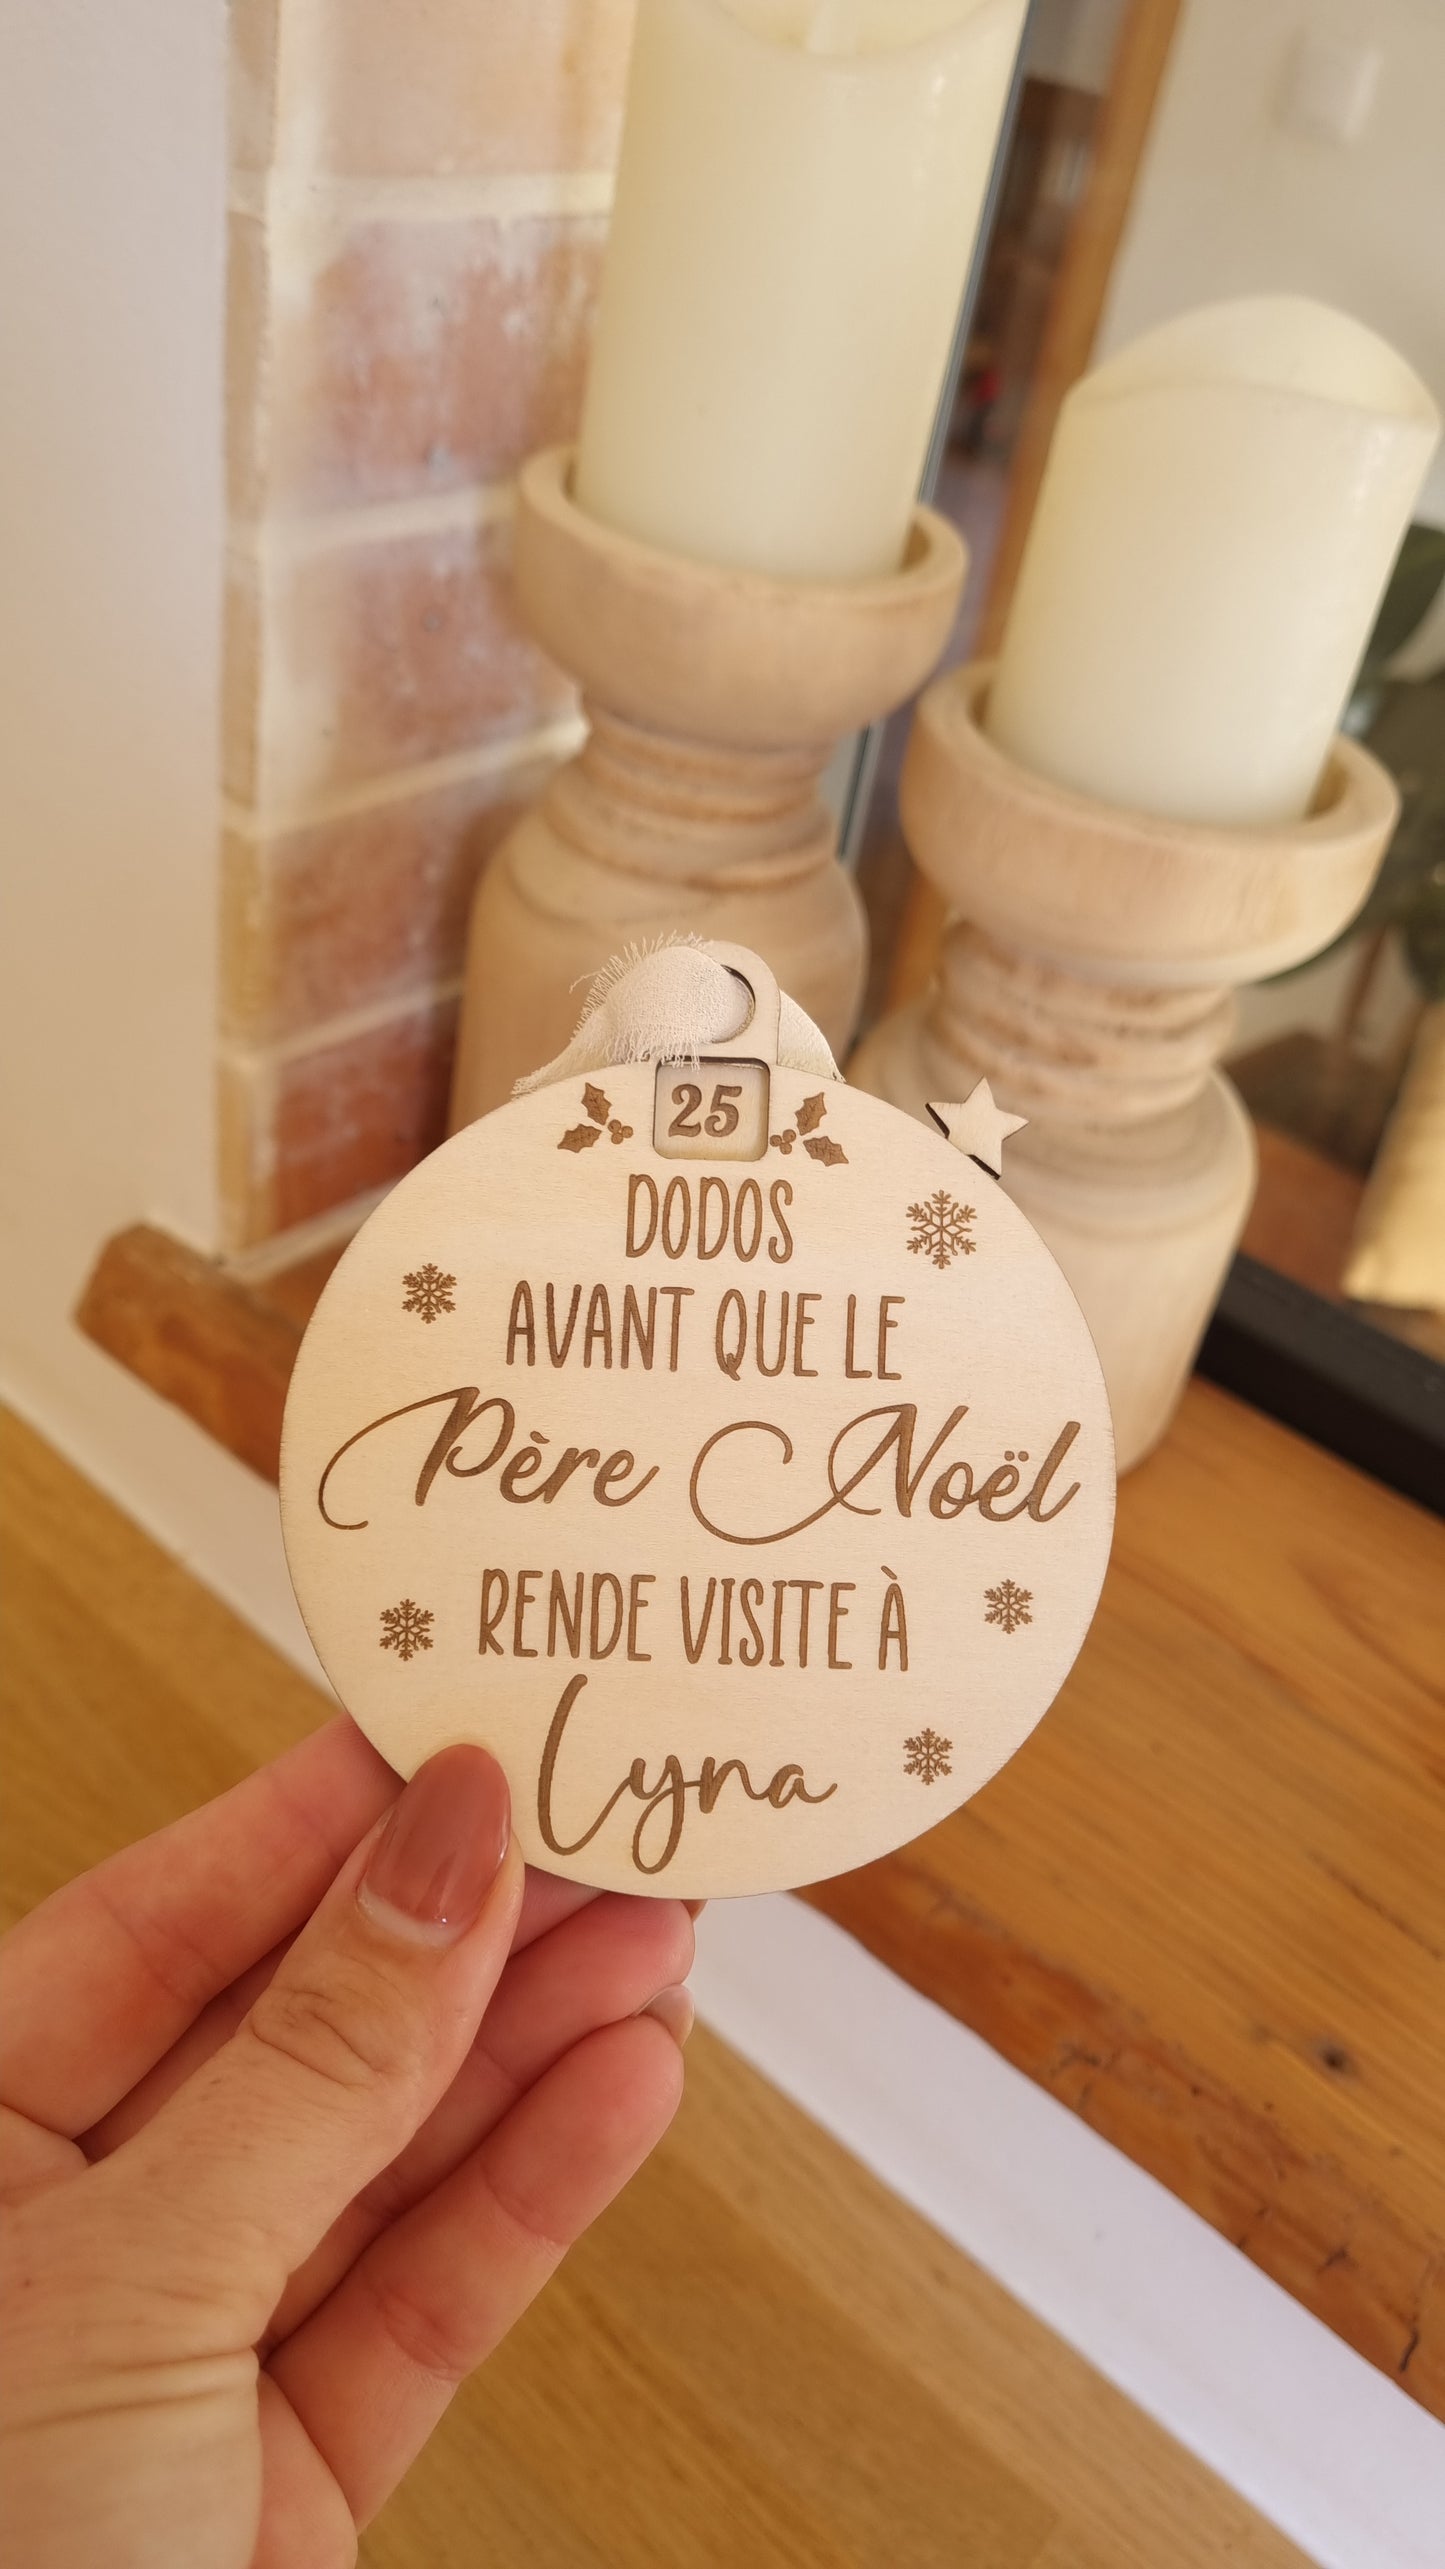 25
DODOS
AVANT QUE LE
Père Noël
RENDE VISITE À
Lyna